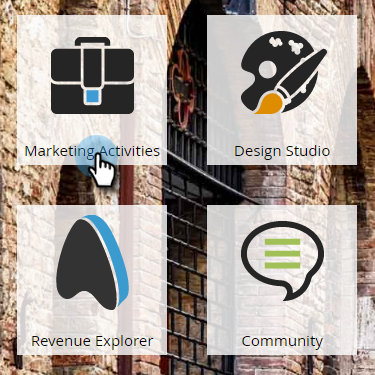 Marketing Activities
Design Studio
Revenue Explorer
Community